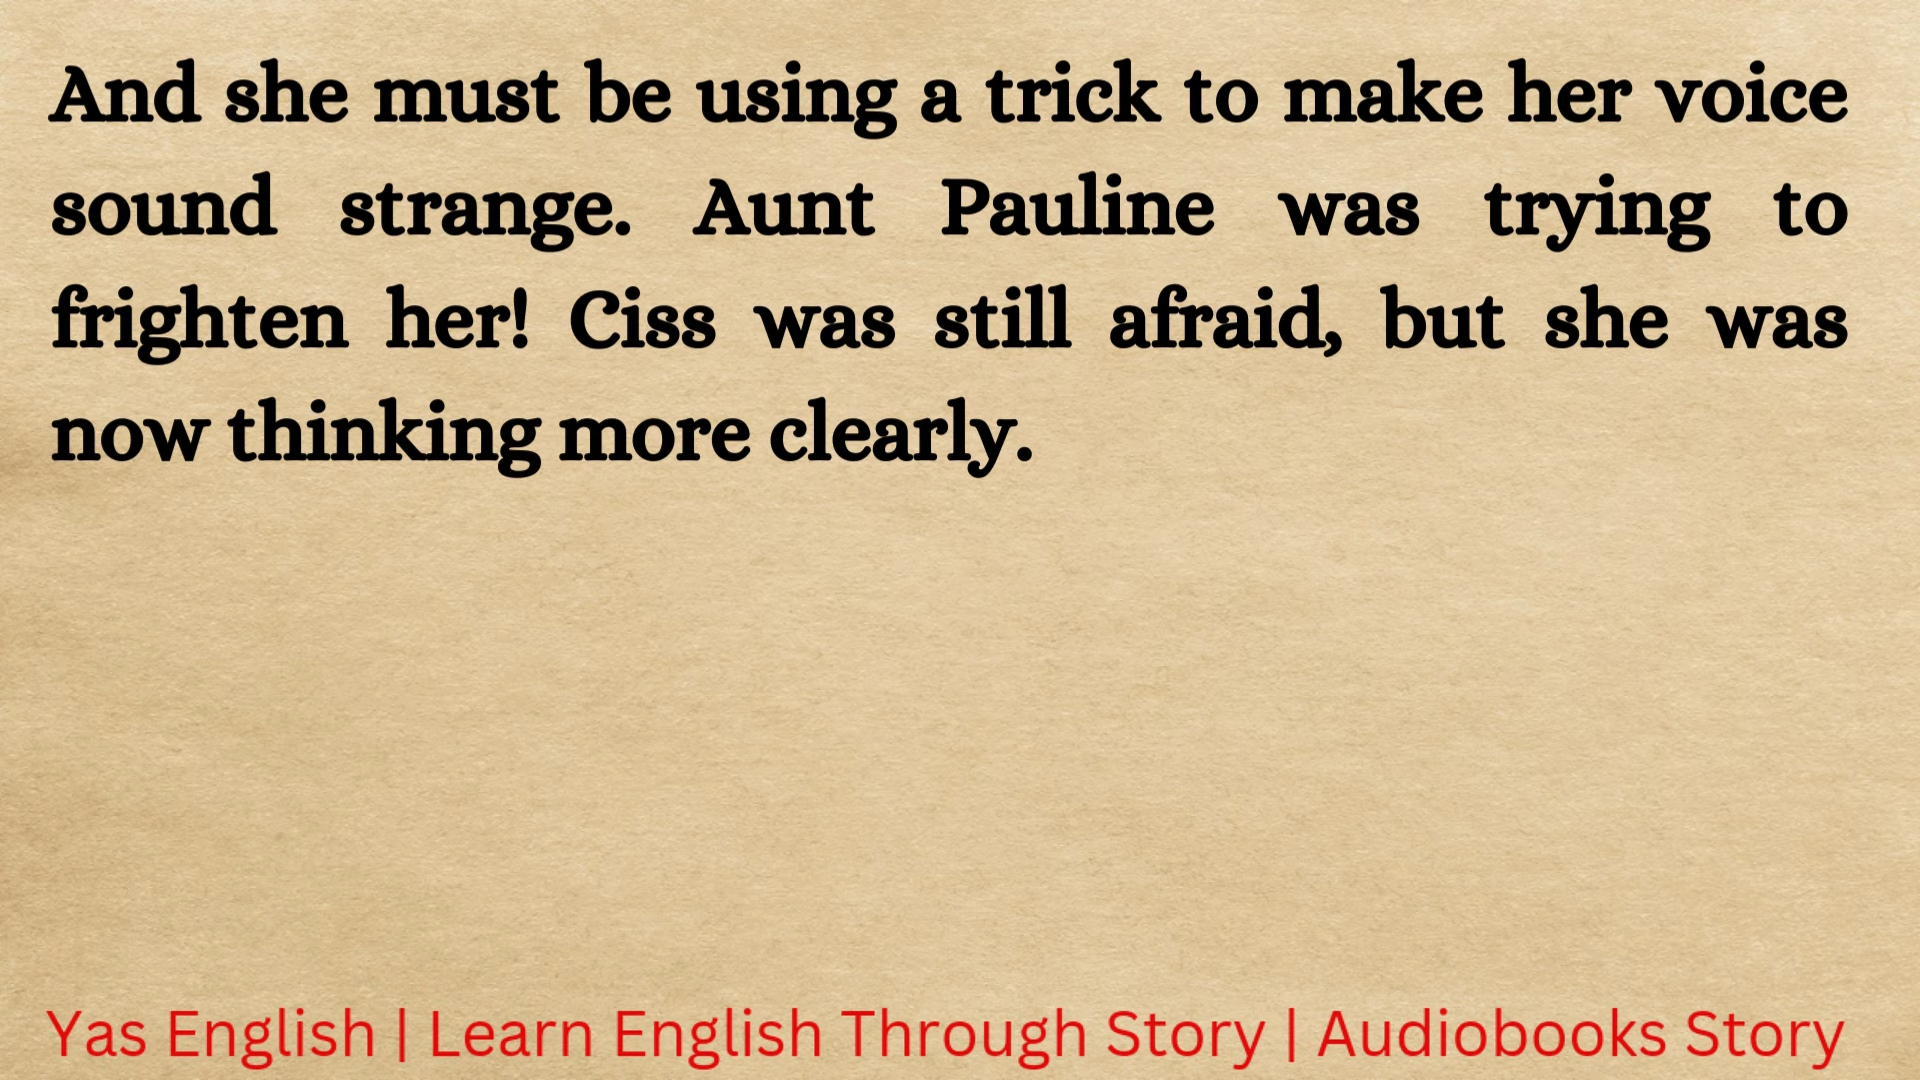 And she must be using a trick to make her voice
sound strange. Aunt Pauline was trying to
frighten her! Ciss was still afraid, but she was
now thinking more clearly.
Yas English | Learn English Through Story | Audiobooks Story